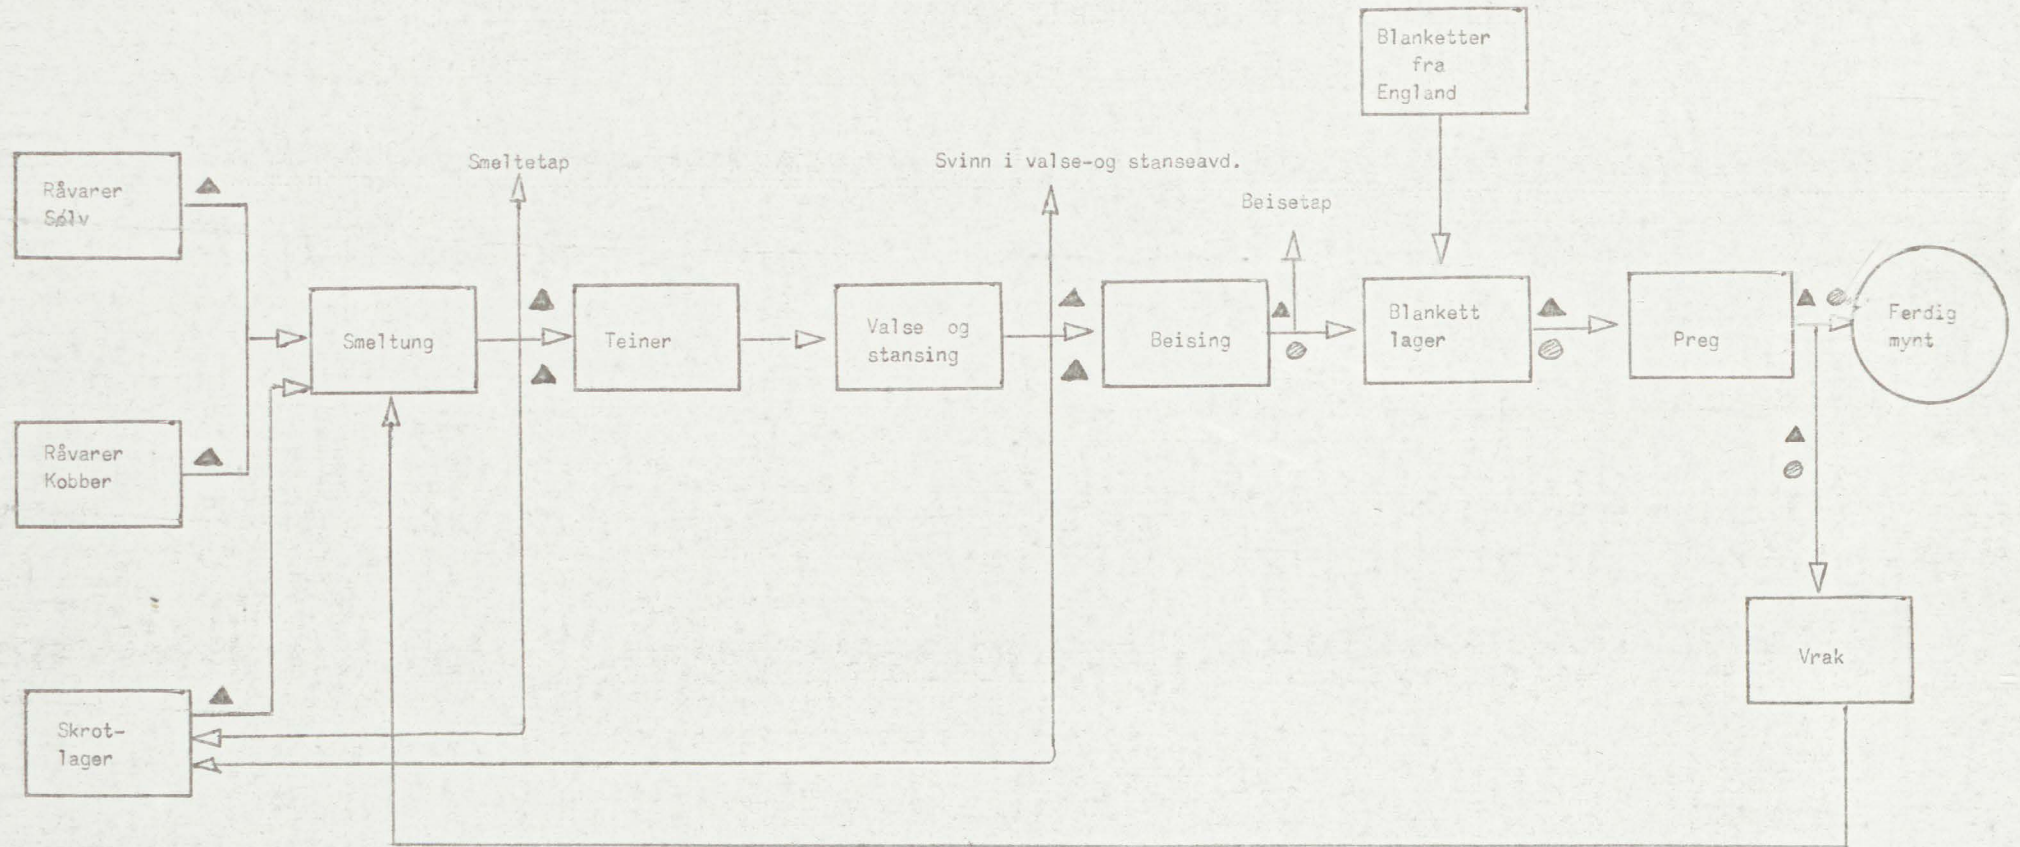 Blanketter
fra
England
Smeltetap
Svinn i valse-og stanseavd.
Beisetap
Råvarer
Sølv
Smeltung
Teiner
Valse og
stansing
Beising
Blankett
lager
Preg
Ferdig
mynt
Råvarer
Kobber
Skrot-
lager
Vrak